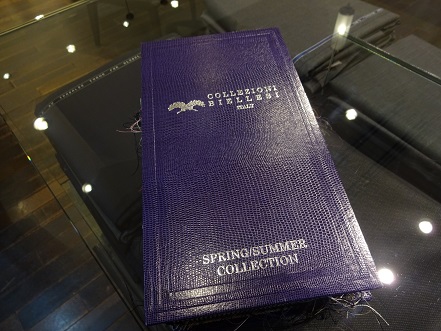 COLLEZIONI
BIELLESI
ITALY
SPRING/SUMMER
COLLECTION